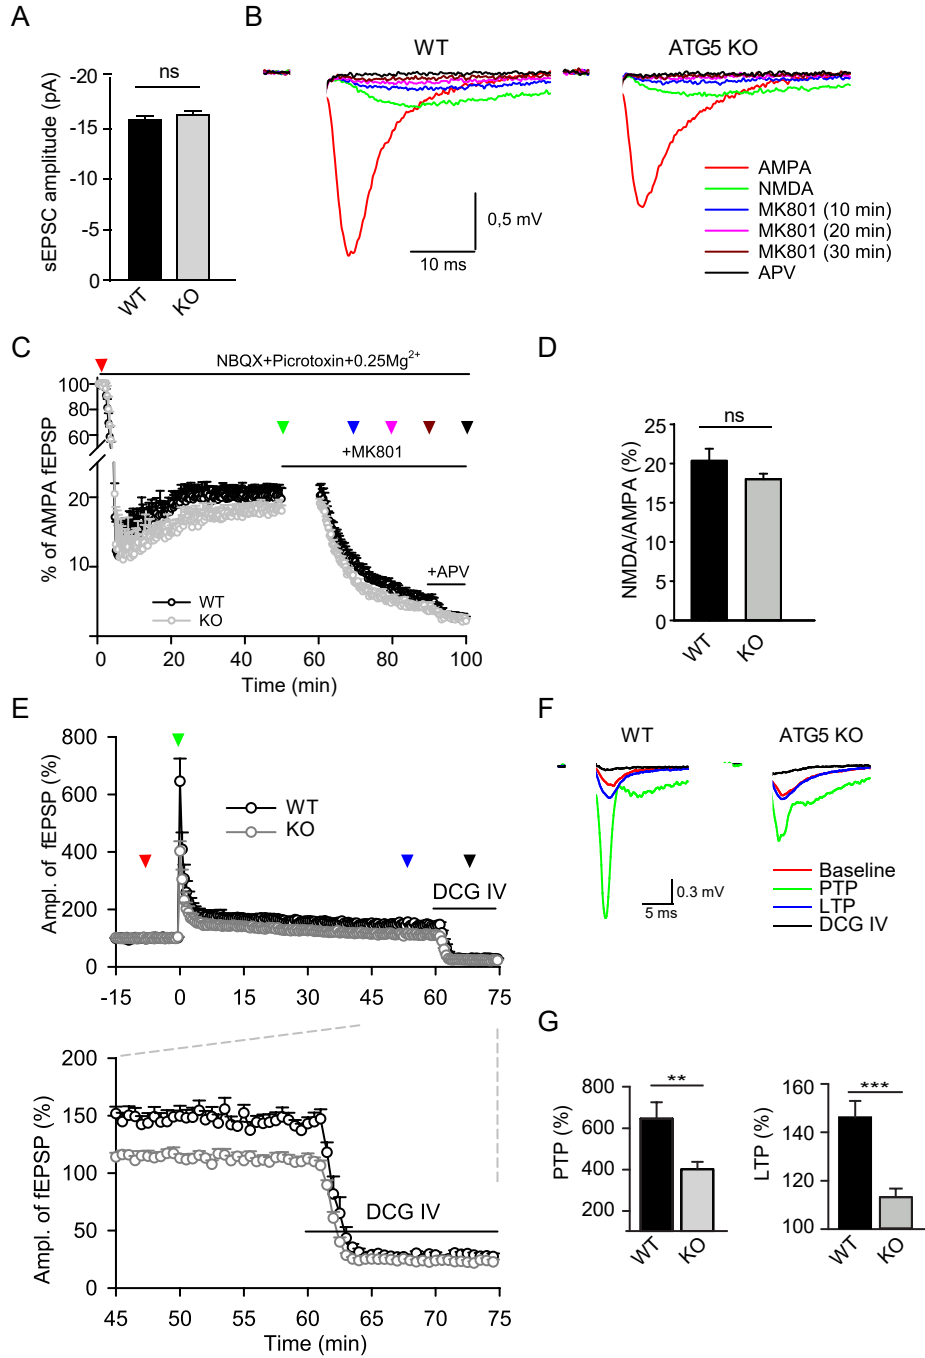 A
sEPSC amplitude (pA)
-20
-15
-10
-5
0
ns
WT
KO
B
WT
ATG5 KO
AMPA
NMDA
MK801 (10 min)
MK801 (20 min)
MK801 (30 min)
APV
0,5 mV
10 ms
C
NBQX+Picrotoxin+0.25Mg2+
% of AMPA fEPSP
100
80
60
20
10
+MK801
+APV
WT
KO
0
20
40
60
80
100
Time (min)
D
NMDA/AMPA (%)
25
20
15
10
5
0
ns
WT
KO
E
Ampl. of fEPSP (%)
800
600
400
200
0
WT
KO
DCG IV
-15
0
15
30
45
60
75
Ampl. of fEPSP (%)
200
150
100
50
0
DCG IV
45
50
55
60
65
70
75
Time (min)
F
WT
ATG5 KO
0.3 mV
5 ms
Baseline
PTP
LTP
DCG IV
G
PTP (%)
800
600
400
200
**
WT
KO
LTP (%)
160
140
120
100
***
WT
KO